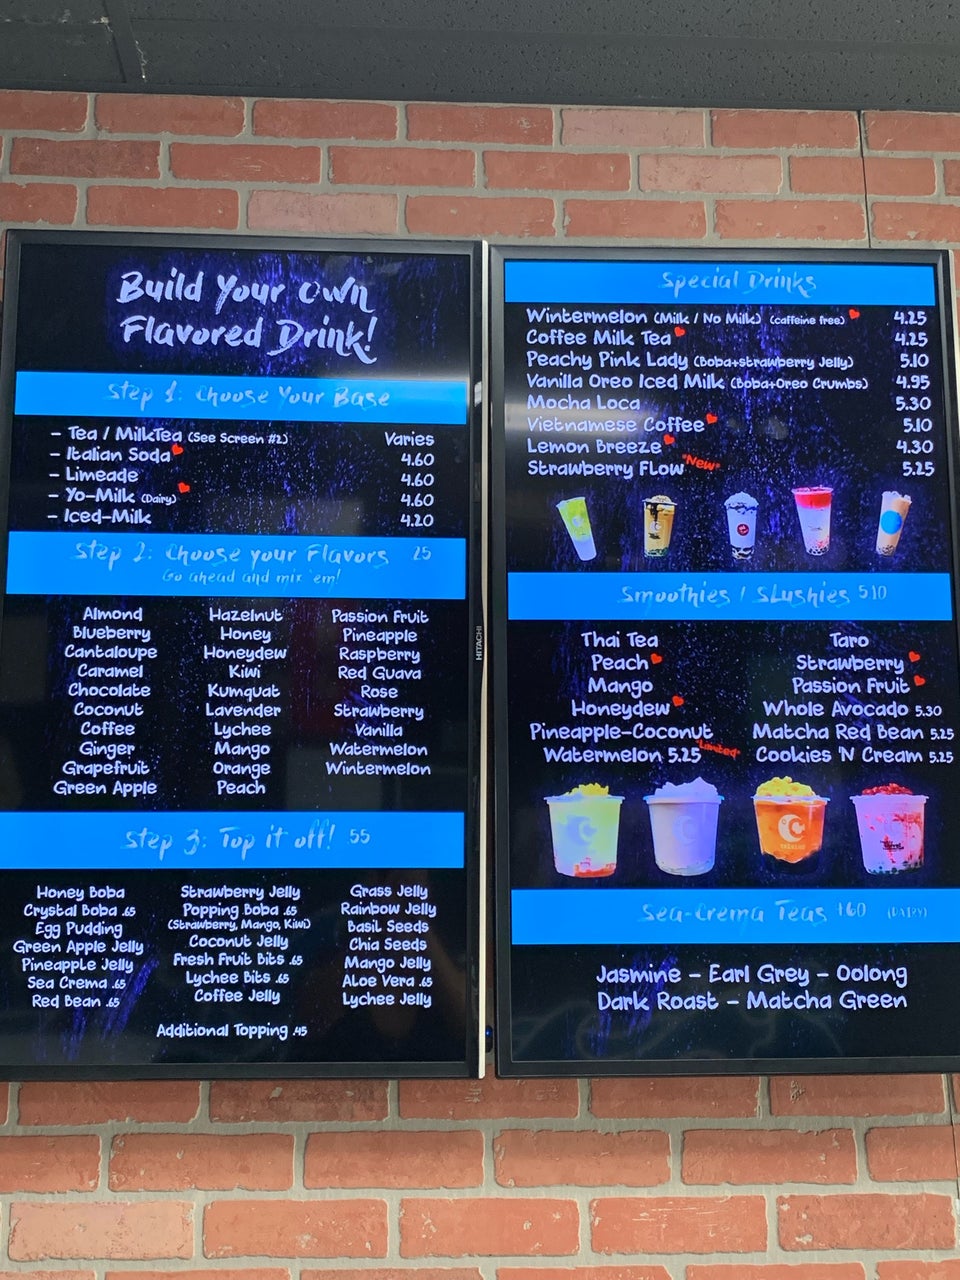 Build Your Own
Flavored Drink!
Step 1: Choose Your Base
- Tea / MilkTea (See Screen #2) Varies
- Italian Soda 4.60
- Limeade 4.60
- Yo-Milk (Dairy) 4.60
- Iced-Milk 4.20
Step 2: Choose your Flavors 25
Go ahead and mix 'em!
Almond Hazelnut Passion Fruit
Blueberry Honey Pineapple
Cantaloupe Honeydew Raspberry
Caramel Kiwi Red Guava
Chocolate Kumquat Rose
Coconut Lavender Strawberry
Coffee Lychee Vanilla
Ginger Mango Watermelon
Grapefruit Orange Wintermelon
Green Apple Peach
Step 3: Top it off! 55
Honey Boba Strawberry Jelly Grass Jelly
Crystal Boba .65 Popping Boba .65 Rainbow Jelly
Egg Pudding (Strawberry, Mango, Kiwi) Basil Seeds
Green Apple Jelly Coconut Jelly Chia Seeds
Pineapple Jelly Fresh Fruit Bits .65 Mango Jelly
Sea Crema .65 Lychee Bits .65 Aloe Vera .65
Red Bean .65 Coffee Jelly Lychee Jelly
Additional Topping .45
HITACHI
Special Drinks
Wintermelon (Milk / No Milk) (caffeine free) 4.25
Coffee Milk Tea 4.25
Peachy Pink Lady (Boba+Strawberry Jelly) 5.10
Vanilla Oreo Iced Milk (Boba+Oreo Crumbs) 4.95
Mocha Loca 5.30
Vietnamese Coffee 5.10
Lemon Breeze 4.30
Strawberry Flow *New* 5.25
Smoothies / Slushies 5.10
Thai Tea Taro
Peach Strawberry
Mango Passion Fruit
Honeydew Whole Avocado 5.30
Pineapple-Coconut Matcha Red Bean 5.25
Watermelon 5.25 *Limited* Cookies 'N Cream 5.25
Sea-Crema Teas +.60 (DAIRY)
Jasmine - Earl Grey - Oolong
Dark Roast - Matcha Green